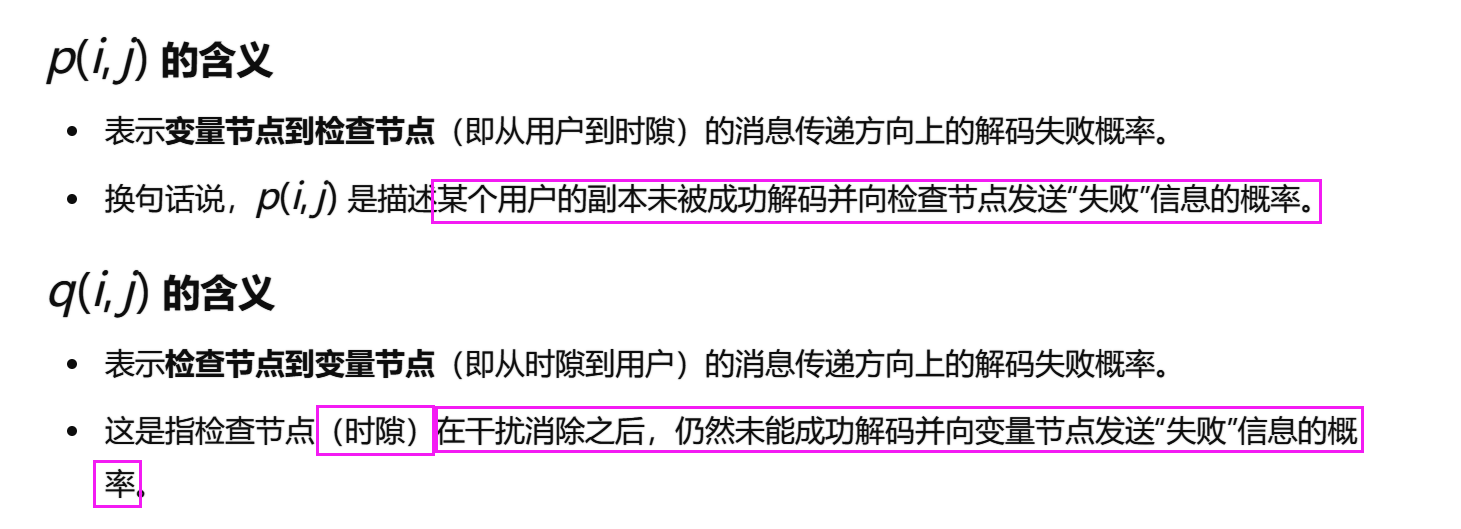 p(i, j) 的含义
• 表示变量节点到检查节点（即从用户到时隙）的消息传递方向上的解码失败概率。
• 换句话说，p(i, j) 是描述某个用户的副本未被成功解码并向检查节点发送“失败”信息的概率。
q(i, j) 的含义
• 表示检查节点到变量节点（即从时隙到用户）的消息传递方向上的解码失败概率。
• 这是指检查节点（时隙）在干扰消除之后，仍然未能成功解码并向变量节点发送“失败”信息的概
率。